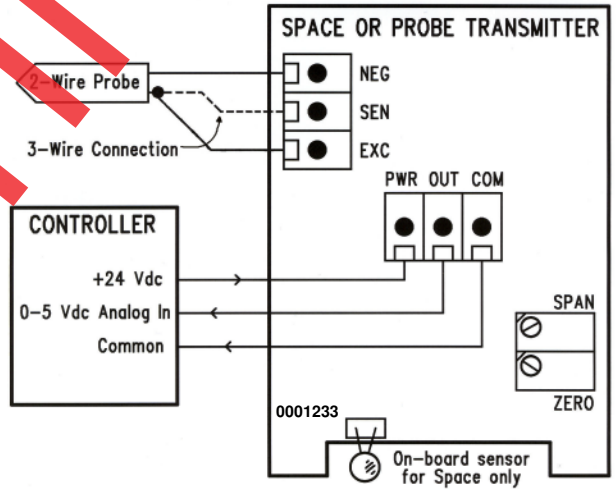 SPACE OR PROBE TRANSMITTER
2-Wire Probe
NEG
SEN
3-Wire Connection
EXC
PWR OUT COM
CONTROLLER
+24 Vdc
0-5 Vdc Analog In
Common
SPAN
ZERO
0001233
On-board sensor
for Space only